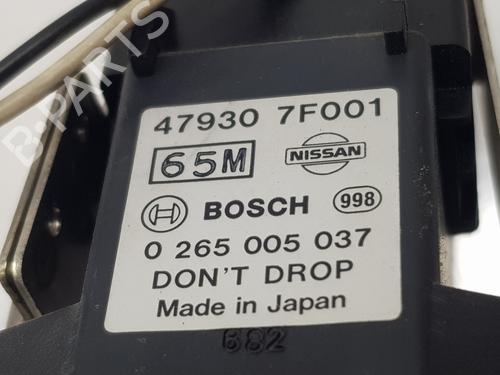 47930 7F001
65M NISSAN
BOSCH 998
0 265 005 037
DON'T DROP
Made in Japan
682
B-PARTS